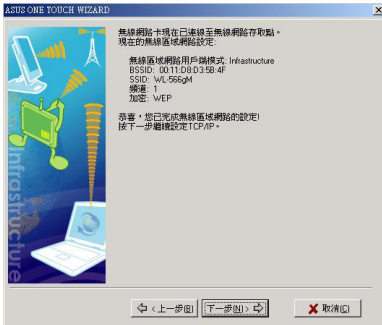 ASUS ONE TOUCH WIZARD
無線網路卡現在已連線至無線網路存取點。
現在的無線區域網路設定:
無線區域網路用戶端模式: Infrastructure
BSSID: 00:11:D8:D3:5B:4F
SSID: WL-566gM
頻道: 1
加密: WEP
恭喜,您已完成無線區域網路的設定!
按下一步繼續設定TCP/IP。
Infrastructure
<上一步(B)
下一步(N)>
取消(C)